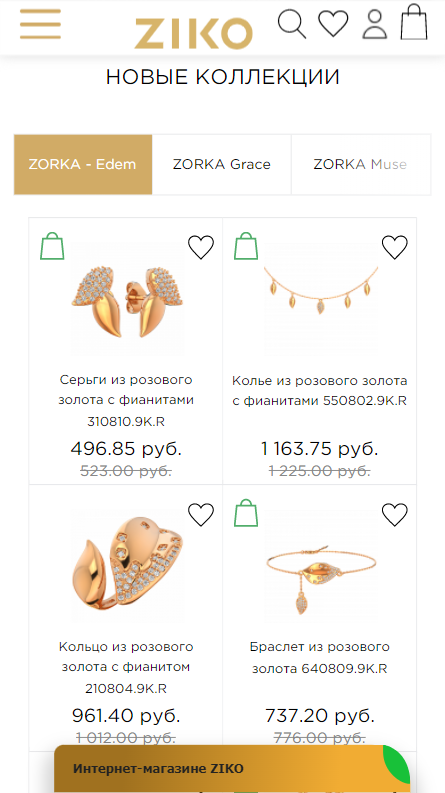 ZIKO
НОВЫЕ КОЛЛЕКЦИИ
ZORKA - Edem
ZORKA Grace
ZORKA Muse
Серьги из розового
золота с фианитами
310810.9K.R
496.85 руб.
523.00 руб.
Колье из розового золота
с фианитами 550802.9K.R
1 163.75 руб.
1 225.00 руб.
Кольцо из розового
золота с фианитом
210804.9K.R
961.40 руб.
1 012.00 руб.
Браслет из розового
золота 640809.9K.R
737.20 руб.
776.00 руб.
Интернет-магазине ZIKO